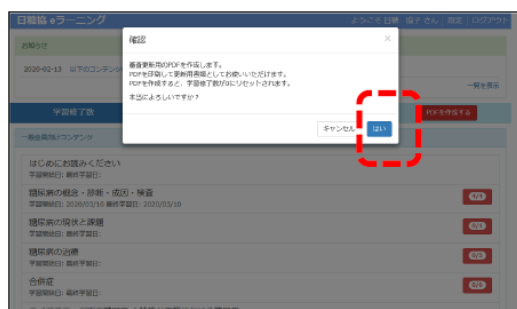 日糖協 eラーニング
ようこそ日糖 協子さん | 設定 | ログアウト
お知らせ
確認
×
審査更新用のPDFを作成します。
PDFを印刷して更新用書類としてお使いいただけます。
PDFを作成すると、学習修了数が0にリセットされます。
本当によろしいですか？
キャンセル
はい
2020-02-13 以下のコンテンツ
一覧を表示
学習修了数
PDFを作成する
一般会員向けコンテンツ
はじめにお読みください
学習開始日: 最終学習日:
糖尿病の概念・診断・成因・検査
学習開始日: 2020/03/10 最終学習日: 2020/03/10
糖尿病の現状と課題
学習開始日: 最終学習日:
糖尿病の治療
学習開始日: 最終学習日:
合併症
学習開始日: 最終学習日: